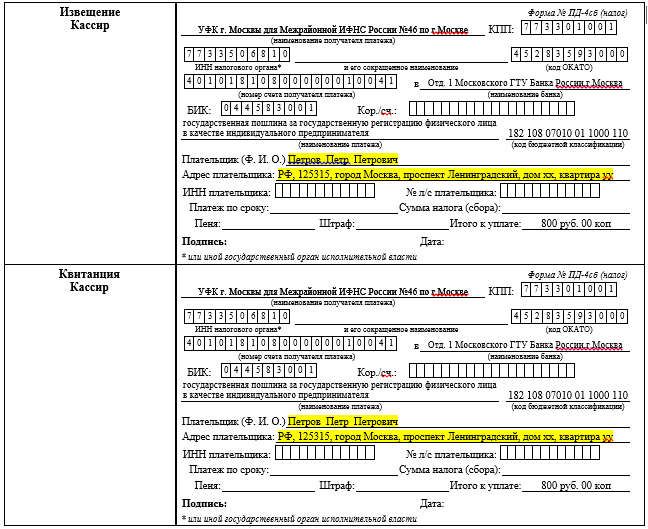 Извещение
Кассир
Форма № ПД-4сб (налог)
УФК г. Москвы для Межрайонной ИФНС России №46 по г.Москве КПП: 773301001
(наименование получателя платежа)
7733506810 45283593000
ИНН налогового органа* и его сокращенное наименование (код ОКАТО)
40101810800000010041 в Отд. 1 Московского ГТУ Банка России.г.Москва
(номер счета получателя платежа) (наименование банка)
БИК: 044583001 Кор./сч.:
государственная пошлина за государственную регистрацию физического лица
в качестве индивидуального предпринимателя 182 108 07010 01 1000 110
(наименование платежа) (код бюджетной классификации)
Плательщик (Ф. И. О.) Петров Петр Петрович
Адрес плательщика: РФ, 125315, город Москва, проспект Ленинградский, дом хх, квартира уу
ИНН плательщика: № л/с плательщика:
Платеж по сроку: Сумма налога (сбора):
Пеня: Штраф: Итого к уплате: 800 руб. 00 коп
Подпись: Дата:
* или иной государственный орган исполнительной власти
Квитанция
Кассир
Форма № ПД-4сб (налог)
УФК г. Москвы для Межрайонной ИФНС России №46 по г.Москве КПП: 773301001
(наименование получателя платежа)
7733506810 45283593000
ИНН налогового органа* и его сокращенное наименование (код ОКАТО)
40101810800000010041 в Отд. 1 Московского ГТУ Банка России.г.Москва
(номер счета получателя платежа) (наименование банка)
БИК: 044583001 Кор./сч.:
государственная пошлина за государственную регистрацию физического лица
в качестве индивидуального предпринимателя 182 108 07010 01 1000 110
(наименование платежа) (код бюджетной классификации)
Плательщик (Ф. И. О.) Петров Петр Петрович
Адрес плательщика: РФ, 125315, город Москва, проспект Ленинградский, дом хх, квартира уу
ИНН плательщика: № л/с плательщика:
Платеж по сроку: Сумма налога (сбора):
Пеня: Штраф: Итого к уплате: 800 руб. 00 коп
Подпись: Дата:
* или иной государственный орган исполнительной власти